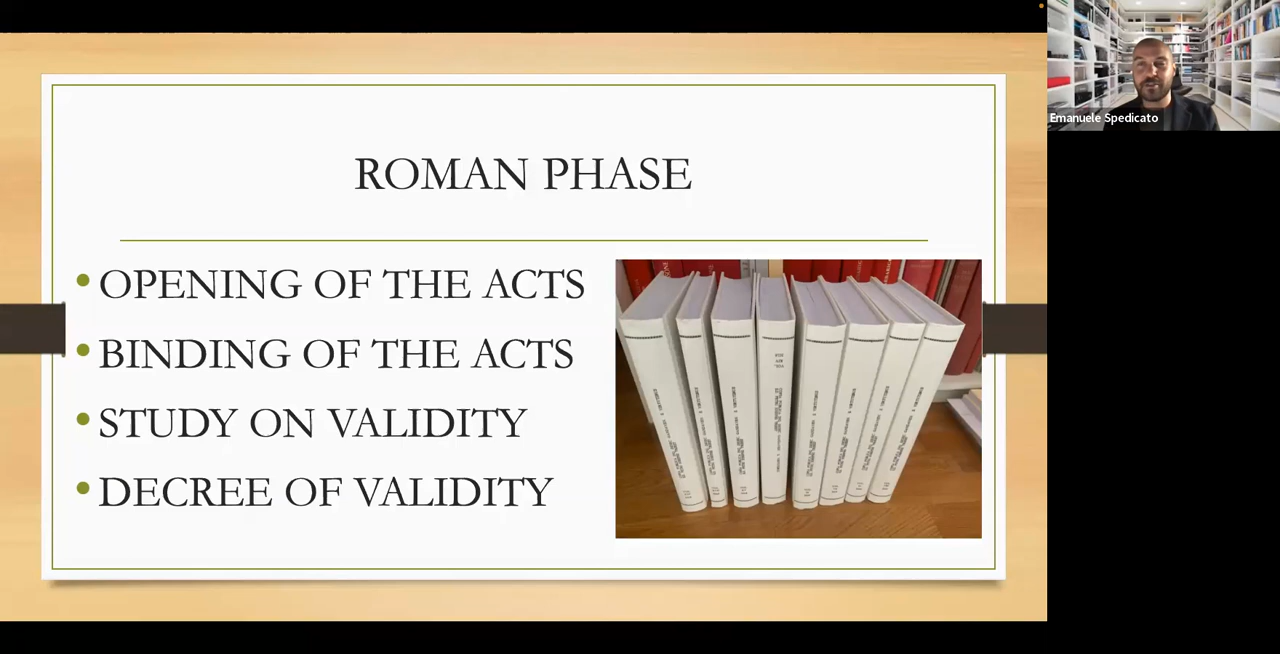 ROMAN PHASE
• OPENING OF THE ACTS
• BINDING OF THE ACTS
• STUDY ON VALIDITY
• DECREE OF VALIDITY
Emanuele Spedicato